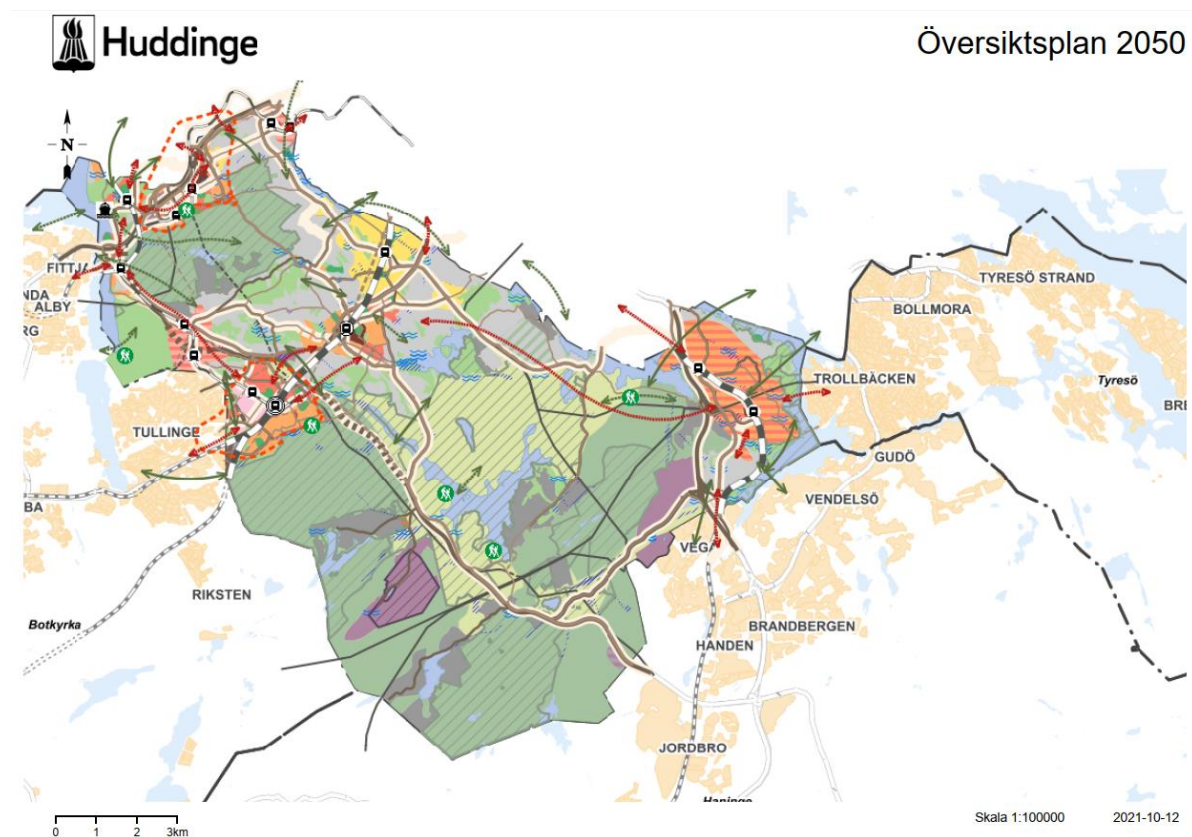 Huddinge
Översiktsplan 2050
N
FITTJA
ALBY
TYRESÖ STRAND
BOLLMORA
TROLLBÄCKEN
Tyresö
TULLINGE
GUDÖ
VENDELSÖ
VEGA
RIKSTEN
Botkyrka
BRANDBERGEN
HANDEN
JORDBRO
Haninge
0 1 2 3km
Skala 1:100000 2021-10-12